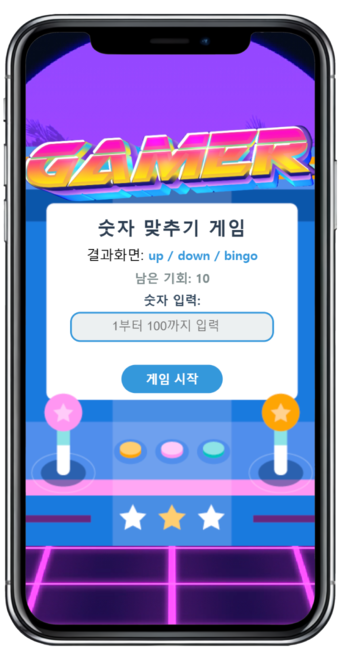 GAMER
숫자 맞추기 게임
결과화면: up / down / bingo
남은 기회: 10
숫자 입력:
1부터 100까지 입력
게임 시작